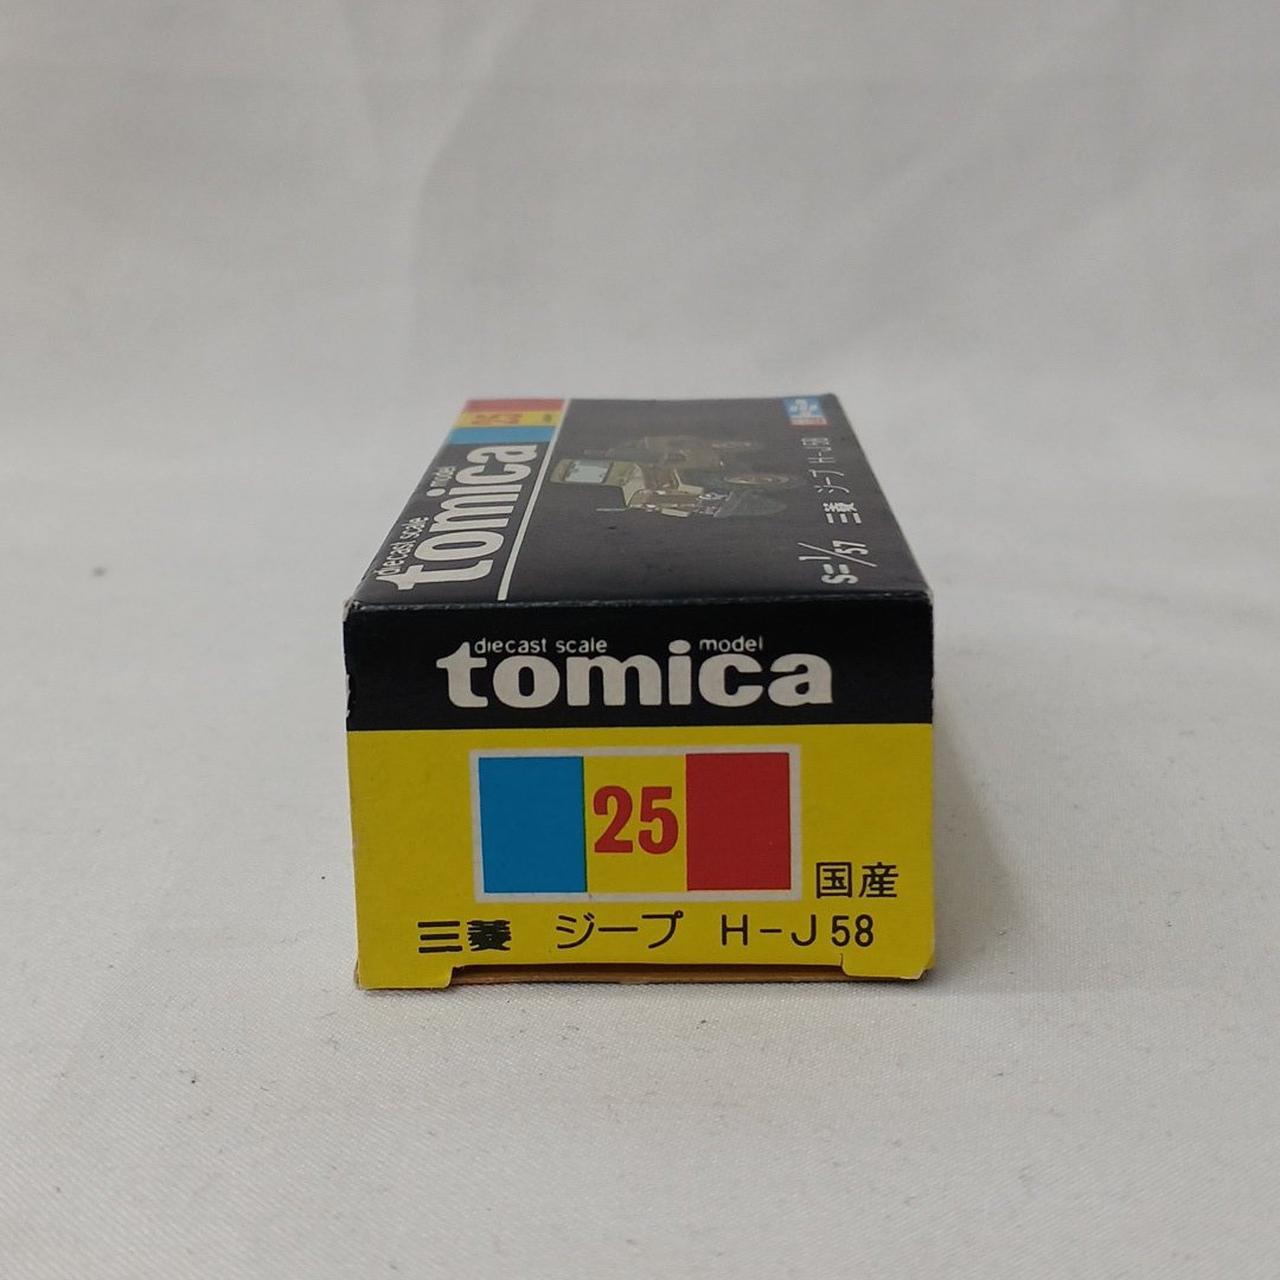 25
diecast scale model
tomica
S=1/57 三菱 ジープ H-J58
diecast scale model
tomica
25
国産
三菱 ジープ H-J58